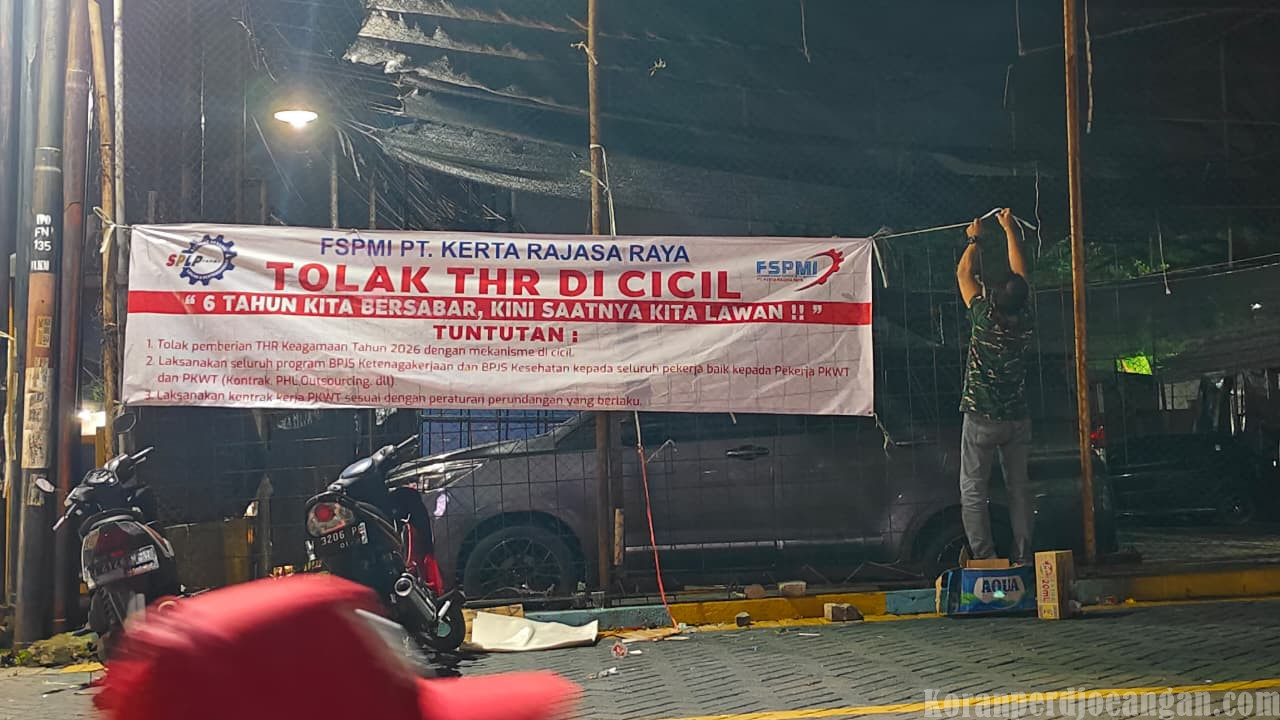 FSPMI PT. KERTA RAJASA RAYA
SPLP
FSPMI
TOLAK THR DI CICIL
“ 6 TAHUN KITA BERSABAR, KINI SAATNYA KITA LAWAN !! ”
TUNTUTAN :
1. Tolak pemberian THR Keagamaan Tahun 2026 dengan mekanisme di cicil.
2. Laksanakan seluruh program BPJS Ketenagakerjaan dan BPJS Kesehatan kepada seluruh pekerja baik kepada Pekerja PKWT
dan PKWT (Kontrak, PHL,Outsorcing, dll)
3. Laksanakan kontrak kerja PKWT sesuai dengan peraturan perundangan yang berlaku.
135
3206
AQUA
Koranperdjoeangan.com